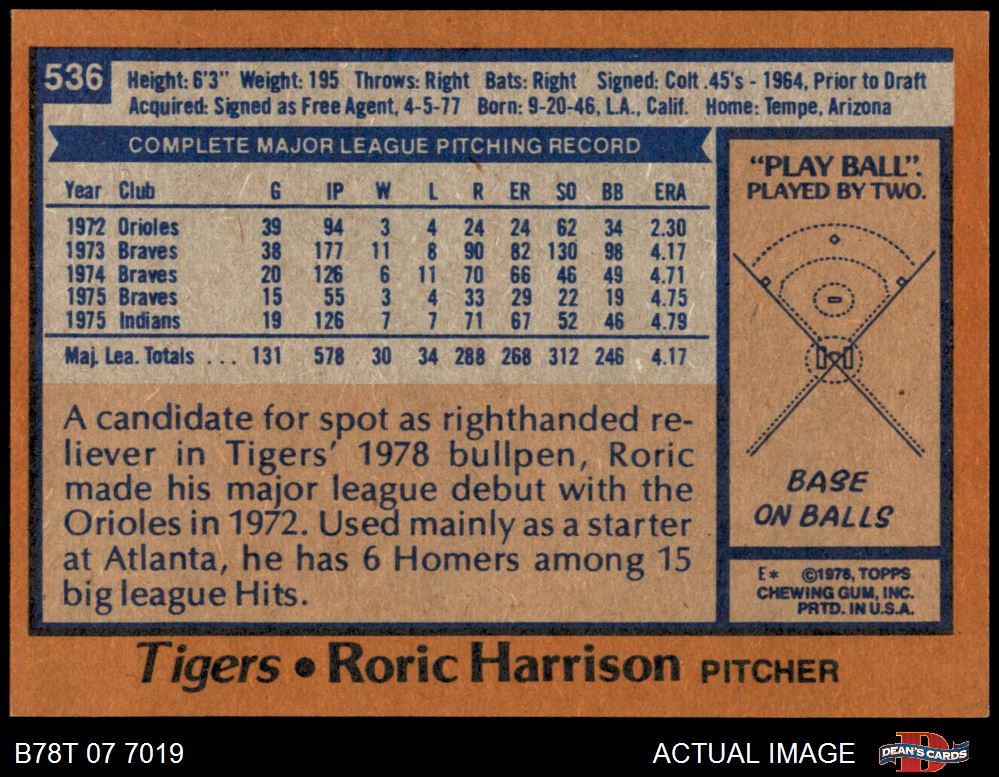 536
Height: 6'3" Weight: 195 Throws: Right Bats: Right Signed: Colt .45's - 1964, Prior to Draft
Acquired: Signed as Free Agent, 4-5-77 Born: 9-20-46, L.A., Calif. Home: Tempe, Arizona
COMPLETE MAJOR LEAGUE PITCHING RECORD
Year Club G IP W L R ER SO BB ERA
1972 Orioles 39 94 3 4 24 24 62 34 2.30
1973 Braves 38 177 11 8 90 82 130 98 4.17
1974 Braves 20 126 6 11 70 66 46 49 4.71
1975 Braves 15 55 3 4 33 29 22 19 4.75
1975 Indians 19 126 7 7 71 67 52 46 4.79
Maj. Lea. Totals ... 131 578 30 34 288 268 312 246 4.17
A candidate for spot as righthanded re-
liever in Tigers' 1978 bullpen, Roric
made his major league debut with the
Orioles in 1972. Used mainly as a starter
at Atlanta, he has 6 Homers among 15
big league Hits.
"PLAY BALL".
PLAYED BY TWO.
BASE
ON BALLS
E* ©1978, TOPPS
CHEWING GUM, INC.
PRTD. IN U.S.A.
Tigers • Roric Harrison PITCHER
B78T 07 7019
ACTUAL IMAGE
D
DEAN'S CARDS